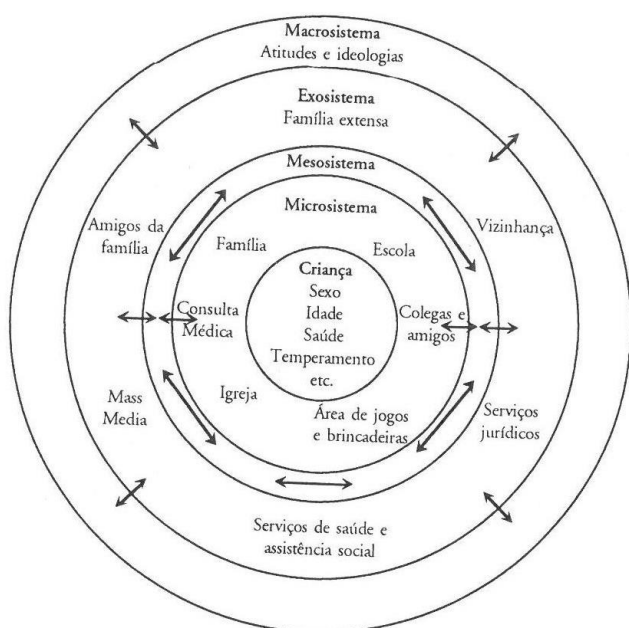 Macrosistema
Atitudes e ideologias
Exosistema
Família extensa
Mesosistema
Microsistema
Amigos da
família
Vizinhança
Família
Escola
Criança
Sexo
Idade
Saúde
Temperamento
etc.
Consulta
Médica
Colegas e
amigos
Igreja
Área de jogos
e brincadeiras
Mass
Media
Serviços
jurídicos
Serviços de saúde e
assistência social